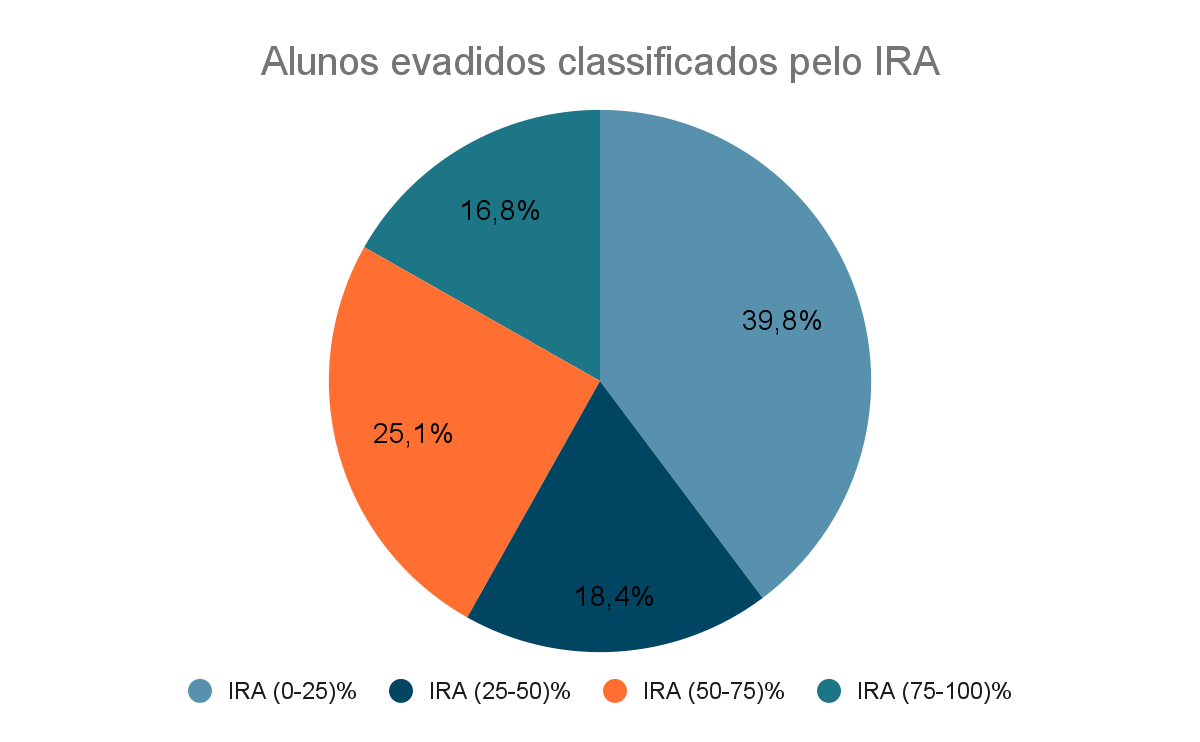 Alunos evadidos classificados pelo IRA
16,8%
39,8%
25,1%
18,4%
IRA (0-25)% IRA (25-50)% IRA (50-75)% IRA (75-100)%